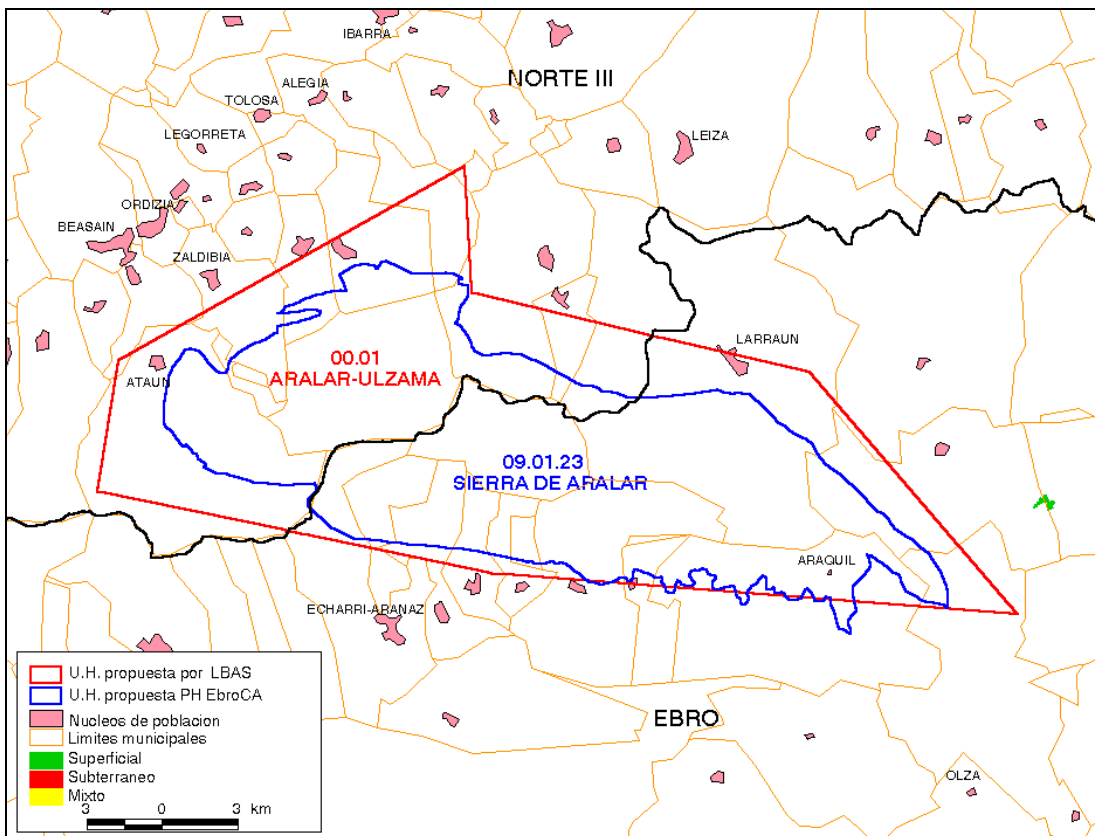 IBARRA
NORTE III
ALEGIA
TOLOSA
LEGORRETA
LEIZA
ORDIZIA
BEASAIN
ZALDIBIA
LARRAUN
00.01
ARALAR-ULZAMA
ATAUN
09.01.23
SIERRA DE ARALAR
ARAQUIL
ECHARRI-ARANAZ
EBRO
OLZA
U.H. propuesta por LBAS
U.H. propuesta PH EbroCA
Nucleos de poblacion
Limites municipales
Superficial
Subterraneo
Mixto
3 0 3 km